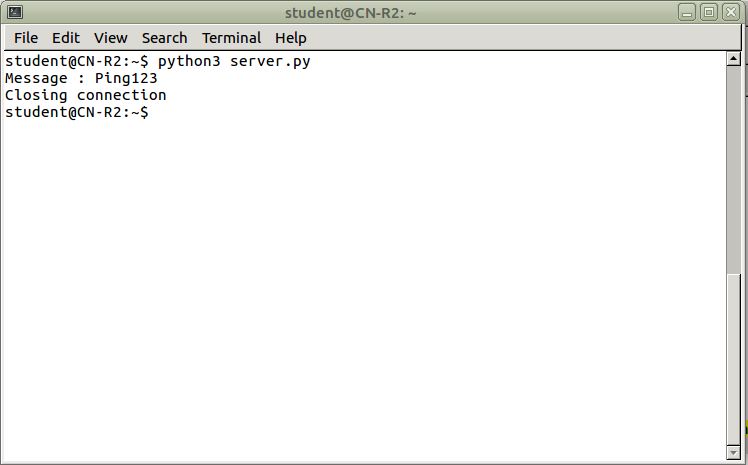 student@CN-R2: ~
File Edit View Search Terminal Help
student@CN-R2:~$ python3 server.py
Message : Ping123
Closing connection
student@CN-R2:~$